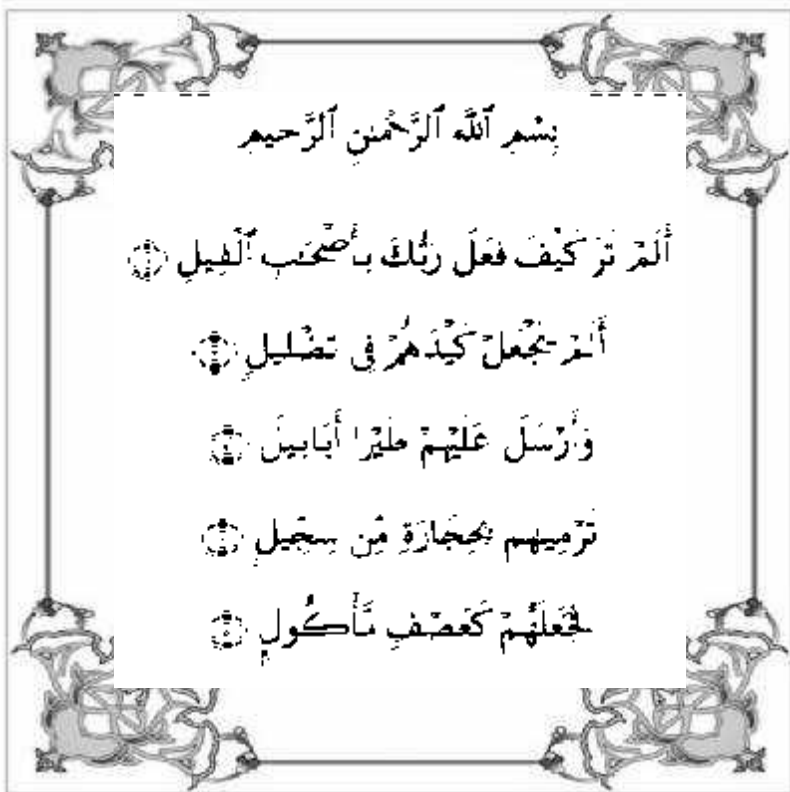 بِسْمِ ٱللَّهِ ٱلرَّحْمَٰنِ ٱلرَّحِيمِ
أَلَمْ تَرَ كَيْفَ فَعَلَ رَبُّكَ بِأَصْحَٰبِ ٱلْفِيلِ ١
أَلَمْ يَجْعَلْ كَيْدَهُمْ فِى تَضْلِيلٍ ٢
وَأَرْسَلَ عَلَيْهِمْ طَيْرًا أَبَابِيلَ ٣
تَرْمِيهِم بِحِجَارَةٍ مِّن سِجِّيلٍ ٤
فَجَعَلَهُمْ كَعَصْفٍ مَّأْكُولٍۭ ٥